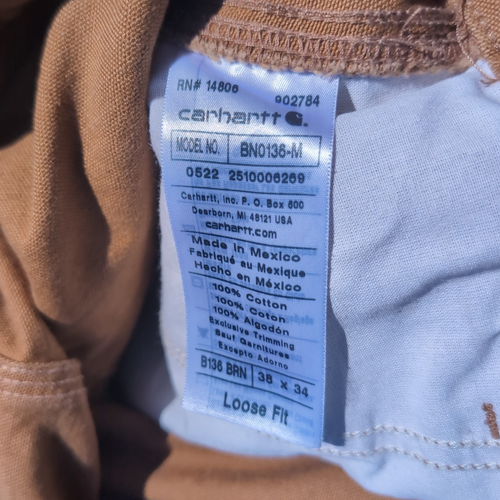 RN# 14806 902784
carhartt
MODEL NO. BN0136-M
0522 2510006269
Carhartt, Inc. P. O. Box 600
Dearborn, MI 48121 USA
carhartt.com
Made in Mexico
Fabriqué au Mexique
Hecho en México
100% Cotton
100% Coton
100% Algodón
Exclusive Trimming
Sauf Garnitures
Excepto Adorno
B136 BRN 38 x 34
Loose Fit